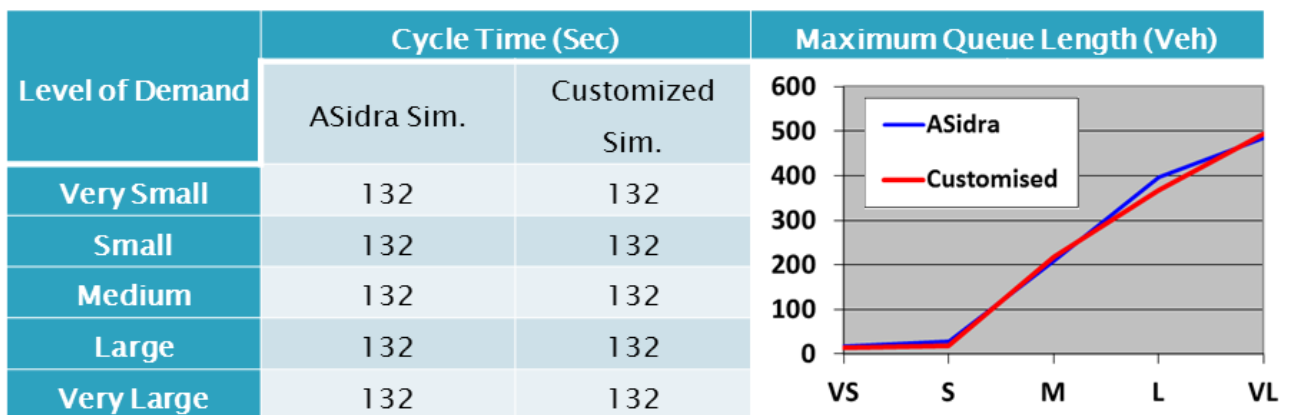 Level of Demand
Cycle Time (Sec)
Maximum Queue Length (Veh)
ASidra Sim.
Customized
Sim.
Very Small
132
132
Small
132
132
Medium
132
132
Large
132
132
Very Large
132
132
600
500
400
300
200
100
0
ASidra
Customised
VS
S
M
L
VL